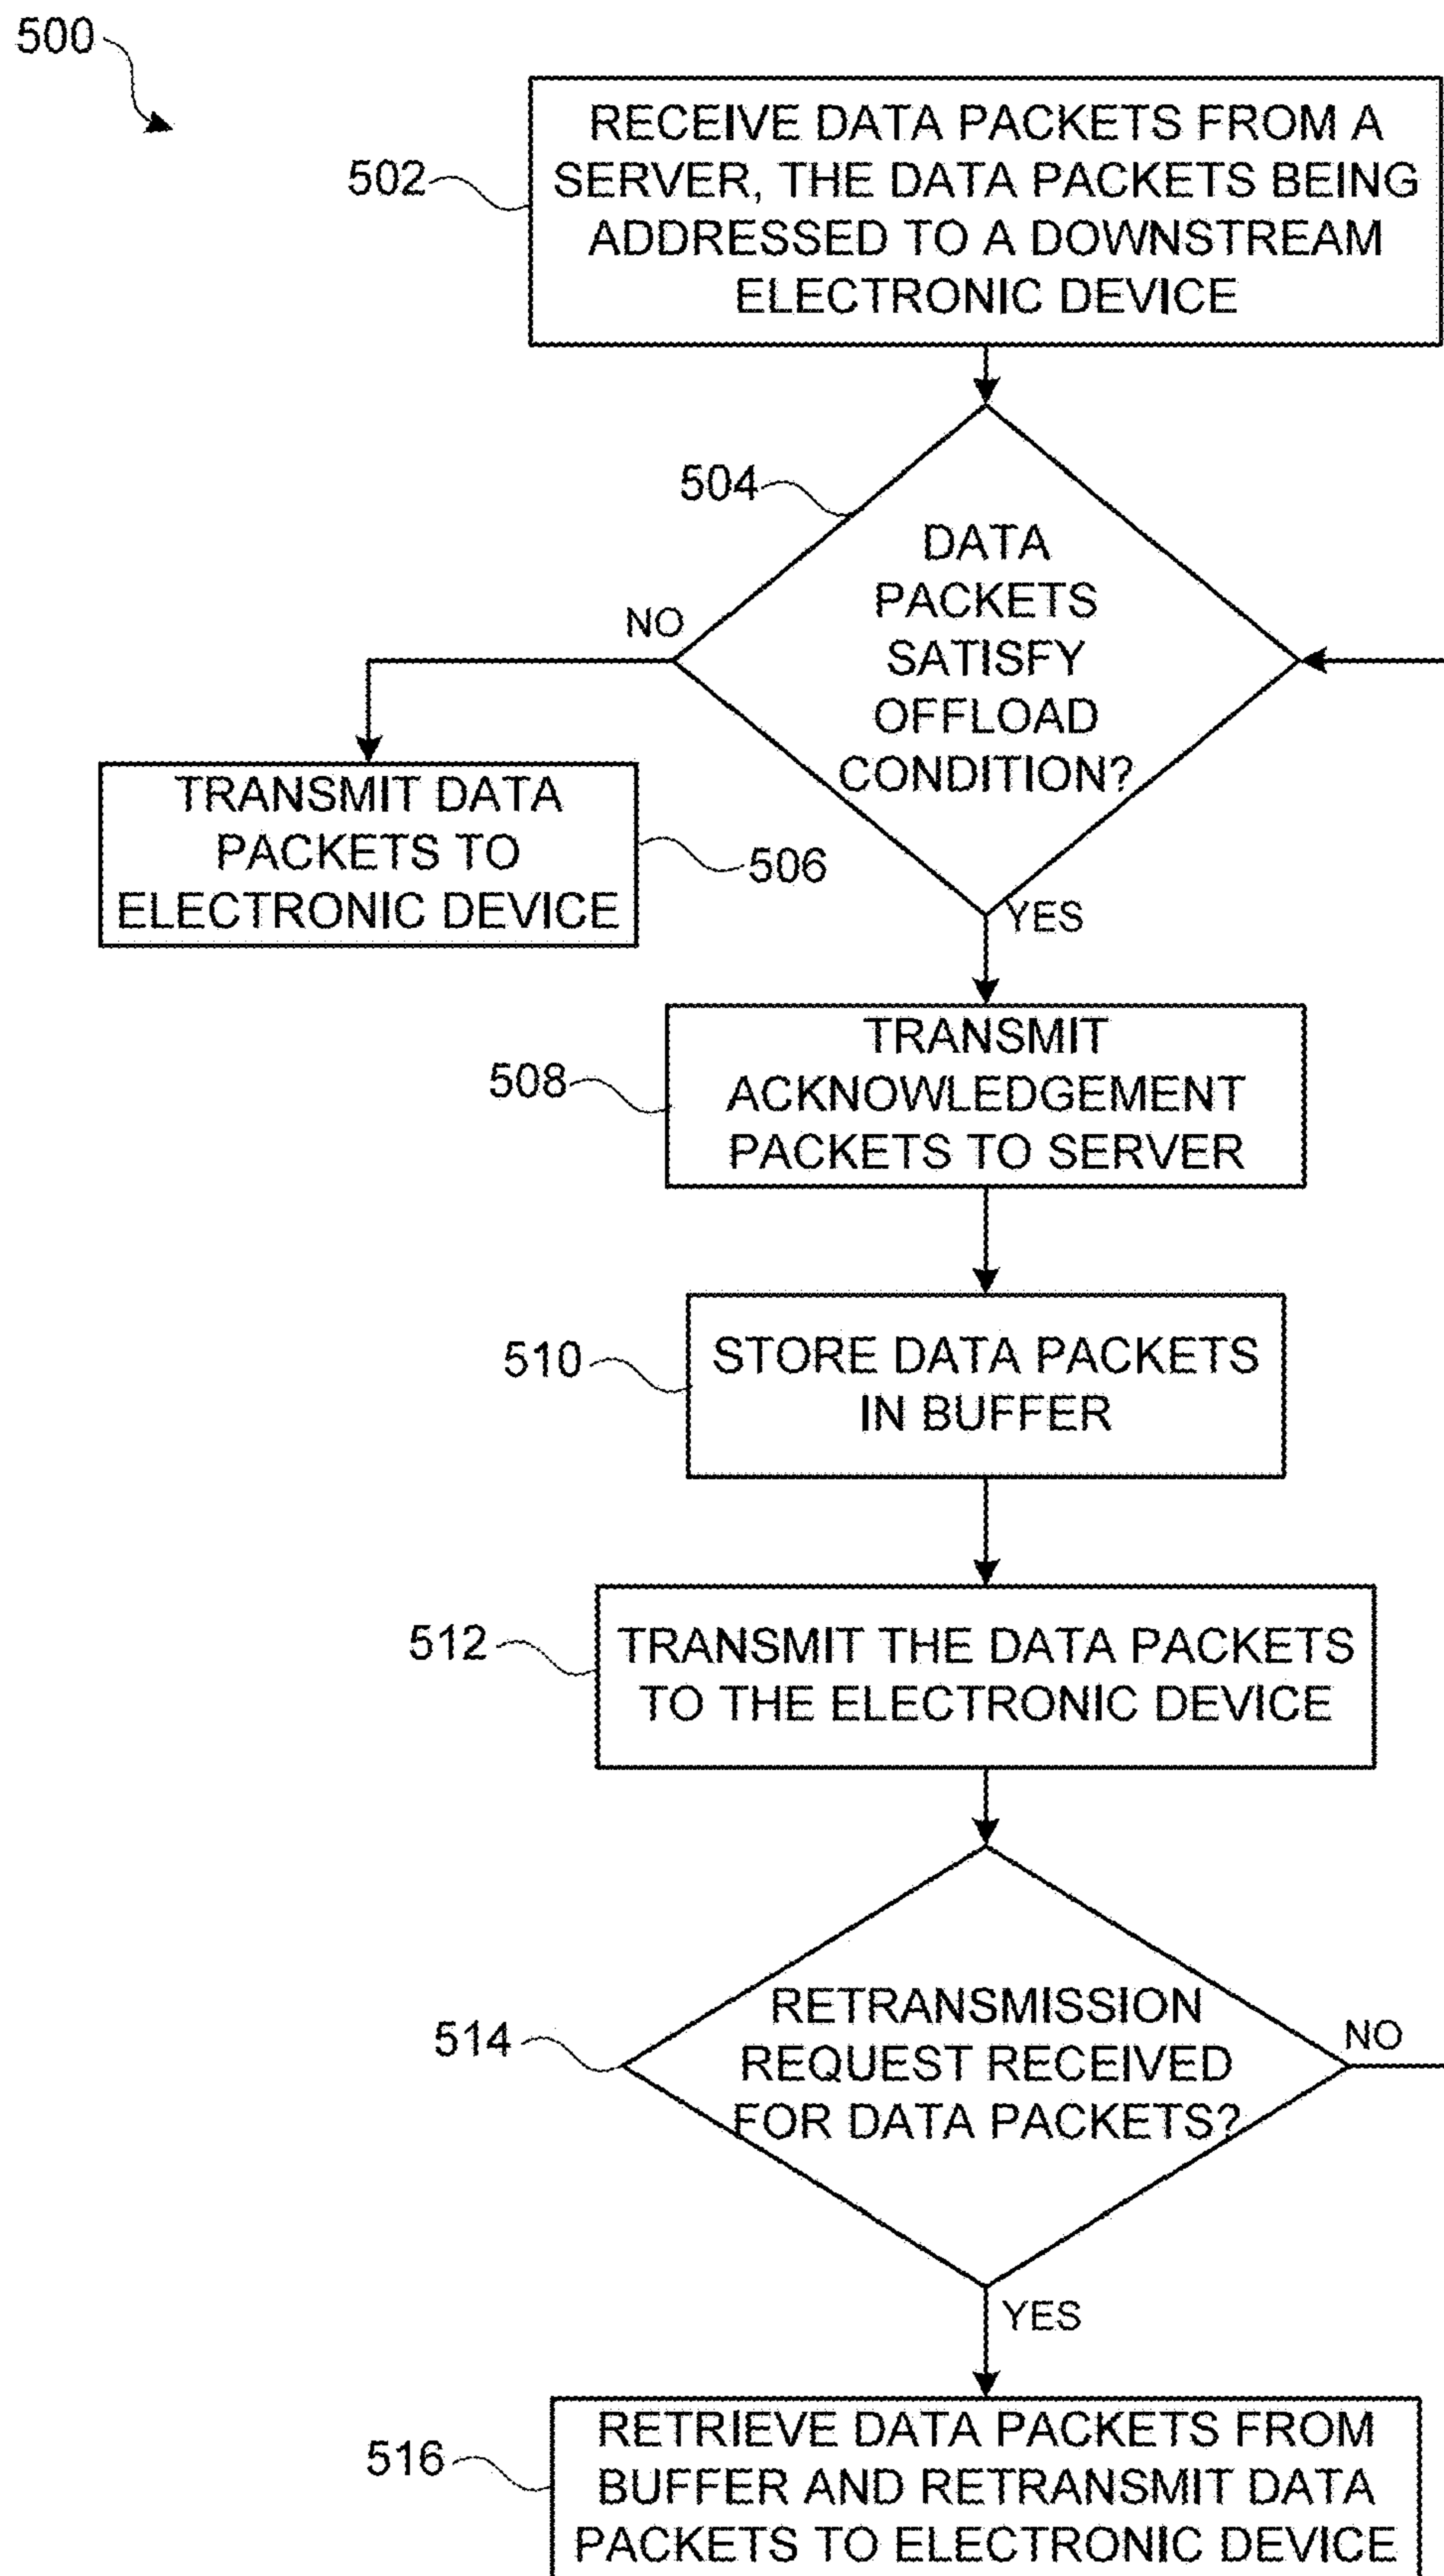 500
502
RECEIVE DATA PACKETS FROM A
SERVER, THE DATA PACKETS BEING
ADDRESSED TO A DOWNSTREAM
ELECTRONIC DEVICE
504
DATA
PACKETS
SATISFY
OFFLOAD
CONDITION?
NO
TRANSMIT DATA
PACKETS TO
ELECTRONIC DEVICE
506
YES
508
TRANSMIT
ACKNOWLEDGEMENT
PACKETS TO SERVER
510
STORE DATA PACKETS
IN BUFFER
512
TRANSMIT THE DATA PACKETS
TO THE ELECTRONIC DEVICE
514
RETRANSMISSION
REQUEST RECEIVED
FOR DATA PACKETS?
NO
YES
516
RETRIEVE DATA PACKETS FROM
BUFFER AND RETRANSMIT DATA
PACKETS TO ELECTRONIC DEVICE